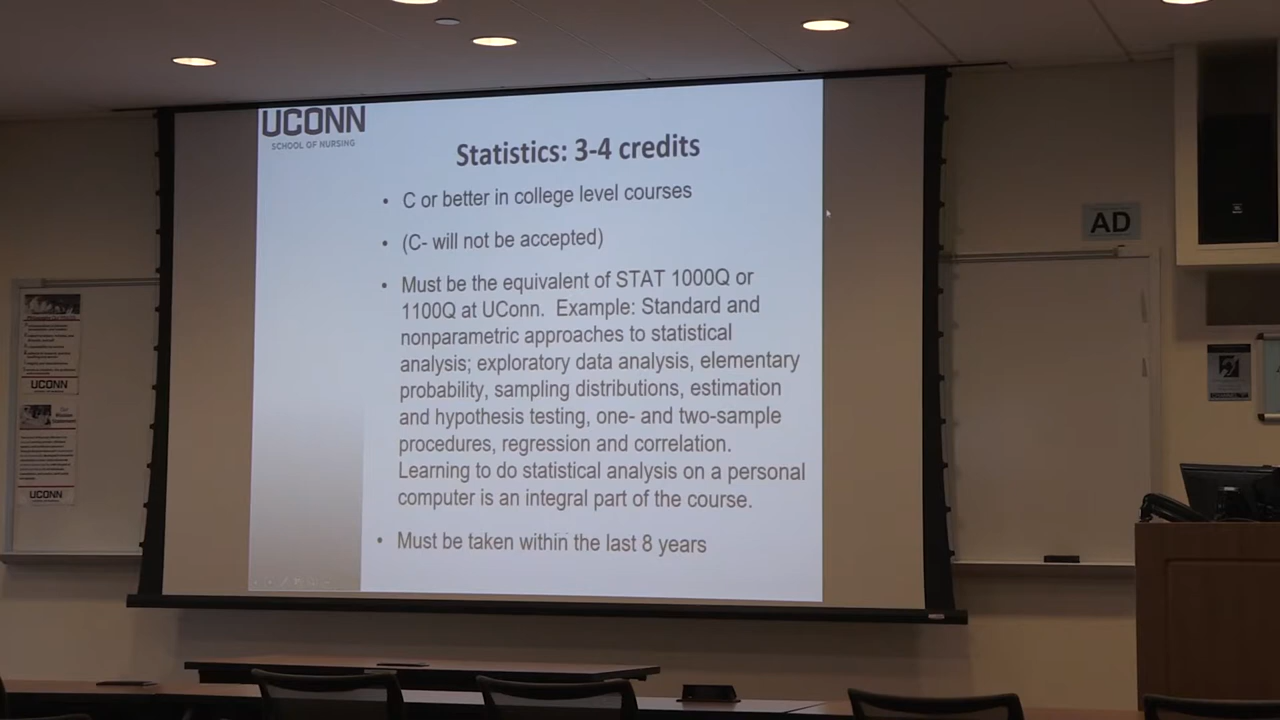 UCONN
SCHOOL OF NURSING
Statistics: 3-4 credits
• C or better in college level courses
• (C- will not be accepted)
• Must be the equivalent of STAT 1000Q or
1100Q at UConn. Example: Standard and
nonparametric approaches to statistical
analysis; exploratory data analysis, elementary
probability, sampling distributions, estimation
and hypothesis testing, one- and two-sample
procedures, regression and correlation.
Learning to do statistical analysis on a personal
computer is an integral part of the course.
• Must be taken within the last 8 years
AD
UCONN
UCONN